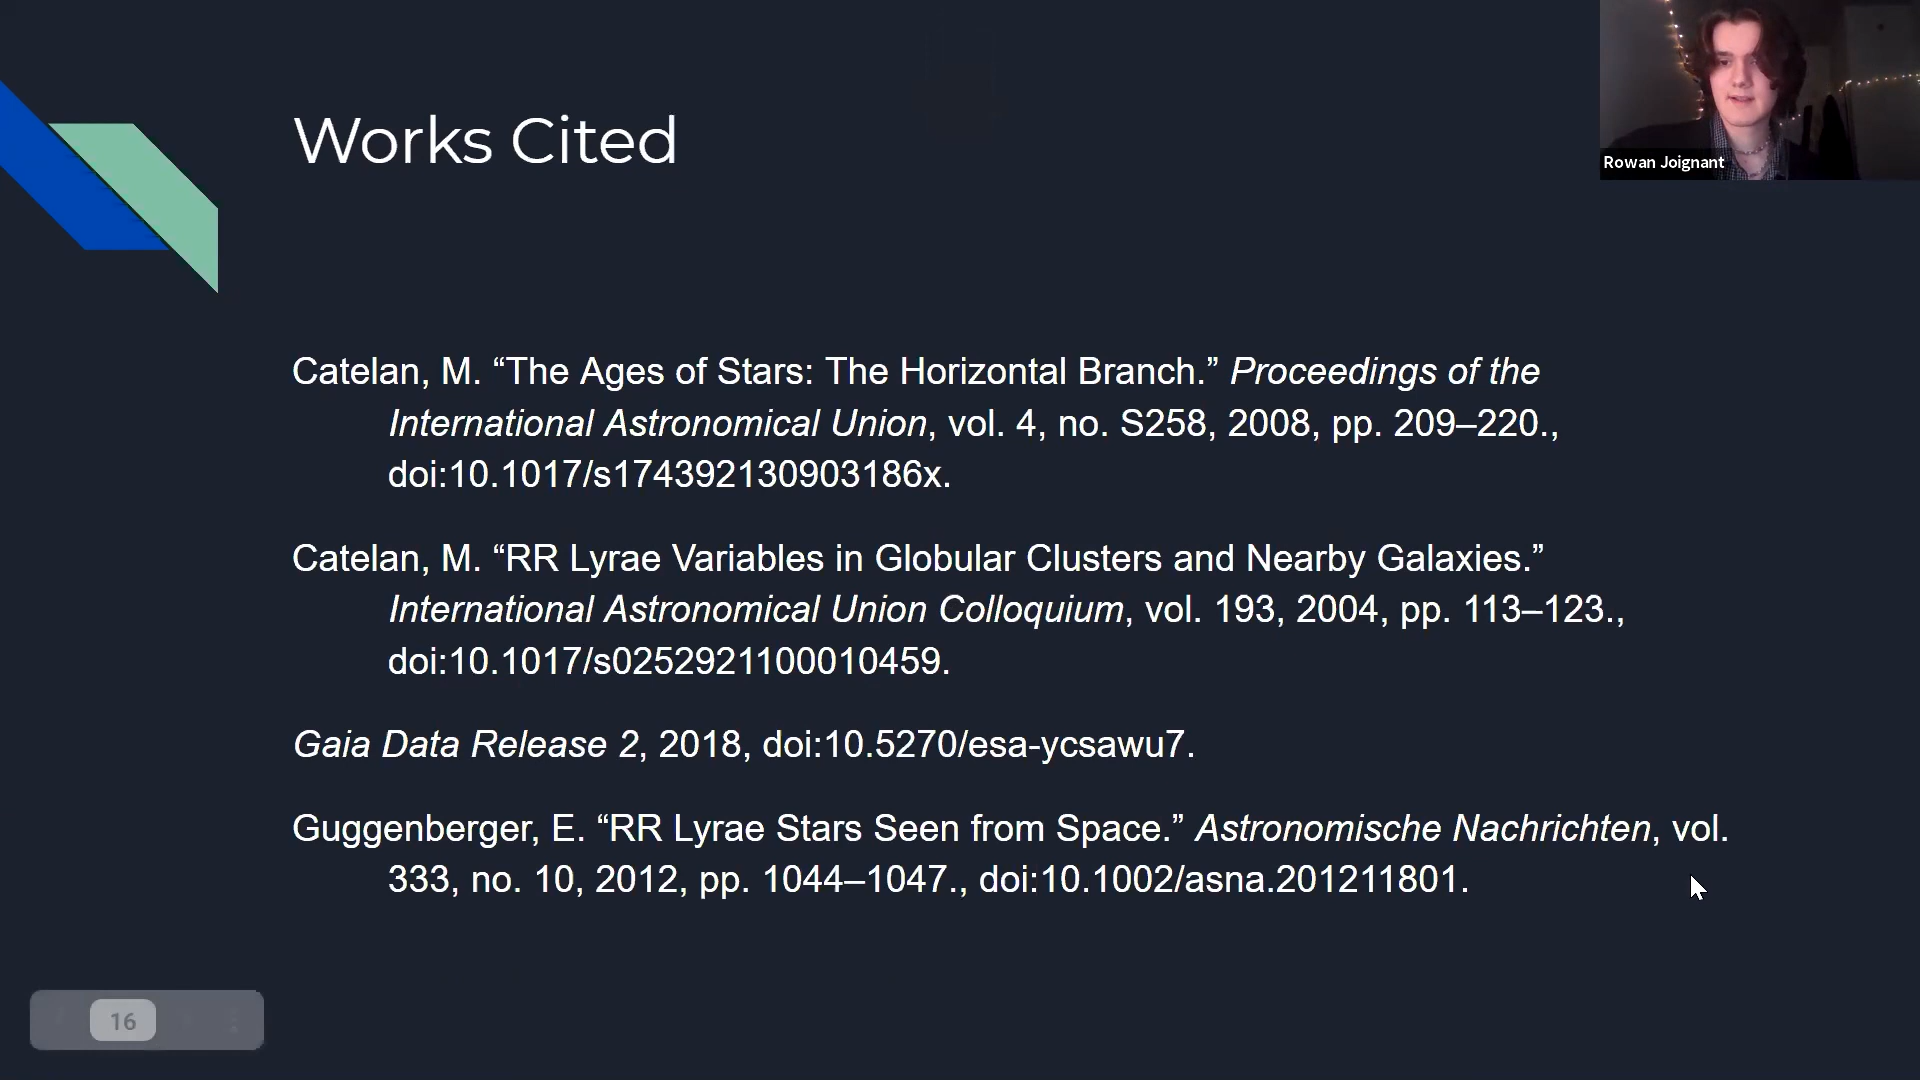 Works Cited
Rowan Joignant
Catelan, M. “The Ages of Stars: The Horizontal Branch.” Proceedings of the
International Astronomical Union, vol. 4, no. S258, 2008, pp. 209–220.,
doi:10.1017/s174392130903186x.
Catelan, M. “RR Lyrae Variables in Globular Clusters and Nearby Galaxies.”
International Astronomical Union Colloquium, vol. 193, 2004, pp. 113–123.,
doi:10.1017/s0252921100010459.
Gaia Data Release 2, 2018, doi:10.5270/esa-ycsawu7.
Guggenberger, E. “RR Lyrae Stars Seen from Space.” Astronomische Nachrichten, vol.
333, no. 10, 2012, pp. 1044–1047., doi:10.1002/asna.201211801.
16